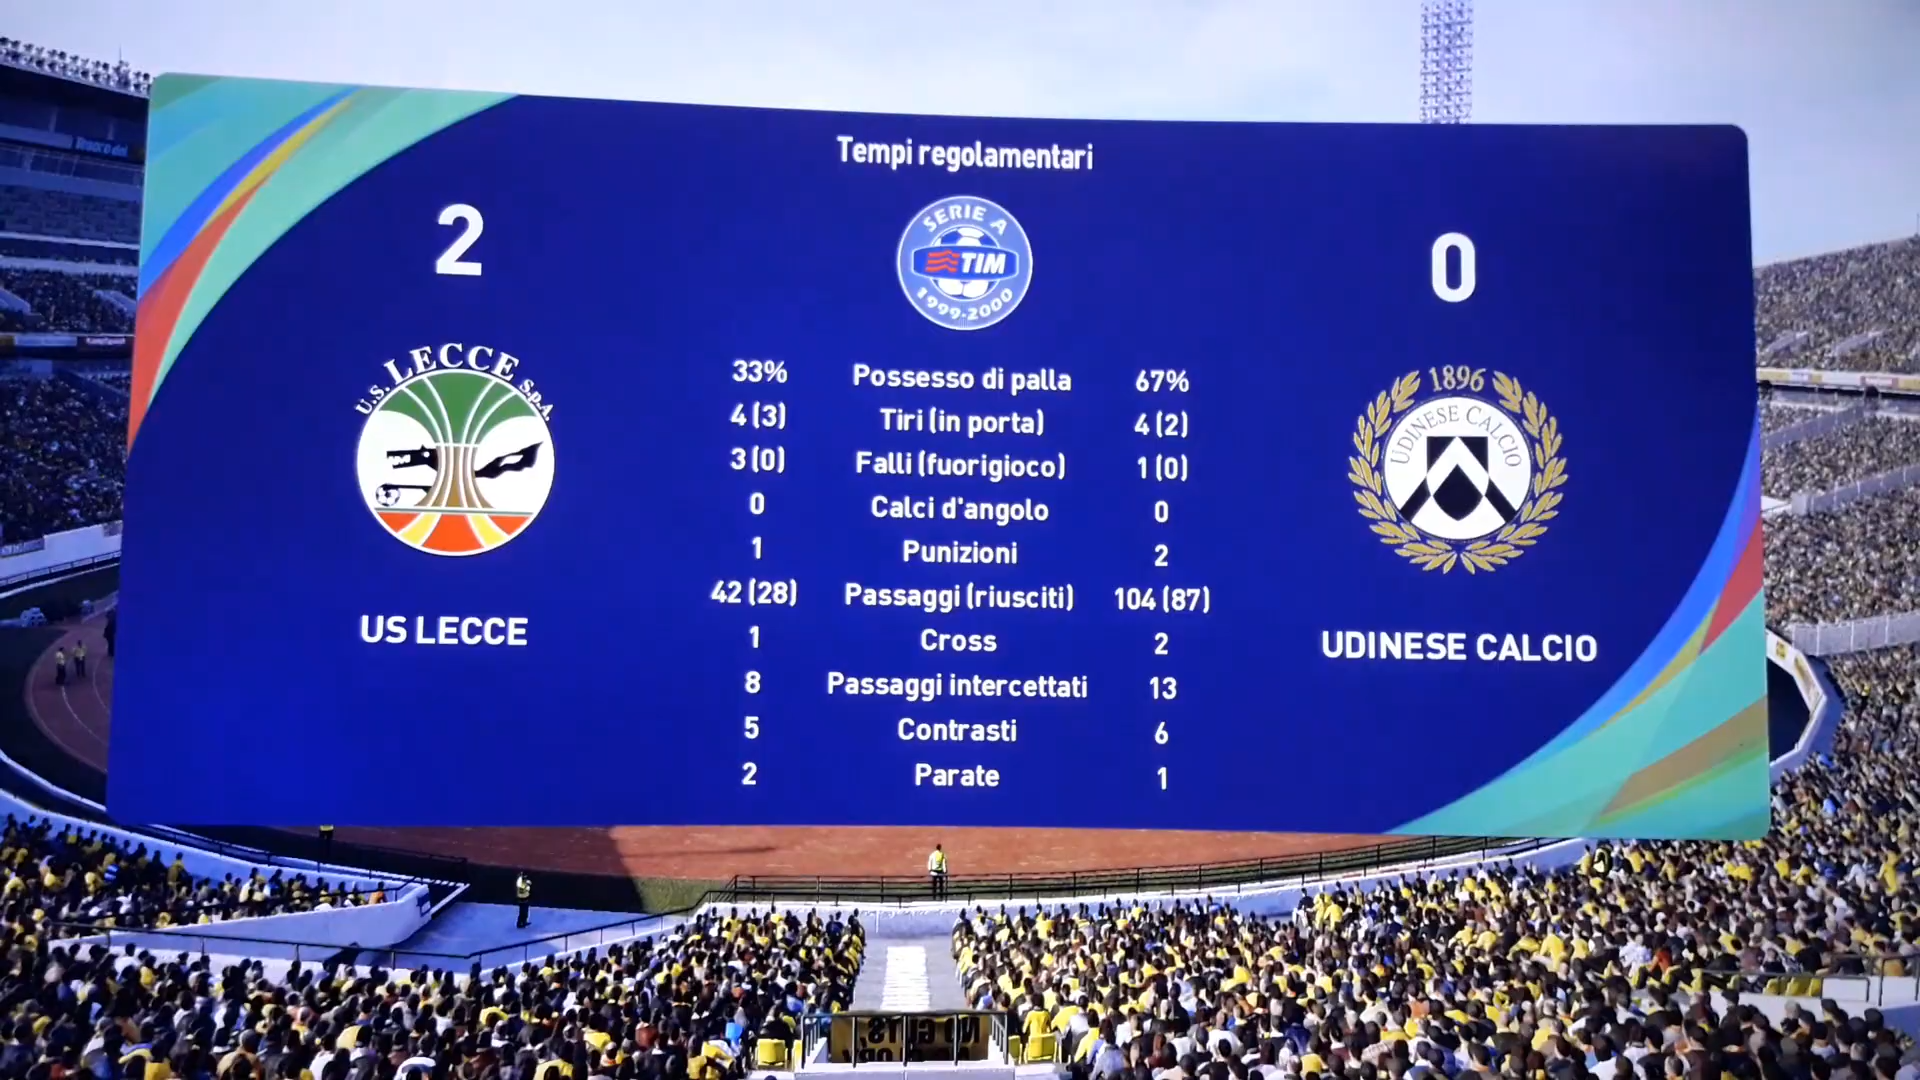 Tempi regolamentari
2
SERIE A
TIM
1999-2000
0
U.S. LECCE S.p.A.
1896
UDINESE CALCIO
33% Possesso di palla 67%
4 (3) Tiri (in porta) 4 (2)
3 (0) Falli (fuorigioco) 1 (0)
0 Calci d'angolo 0
1 Punizioni 2
42 (28) Passaggi (riusciti) 104 (87)
1 Cross 2
8 Passaggi intercettati 13
5 Contrasti 6
2 Parate 1
US LECCE
UDINESE CALCIO